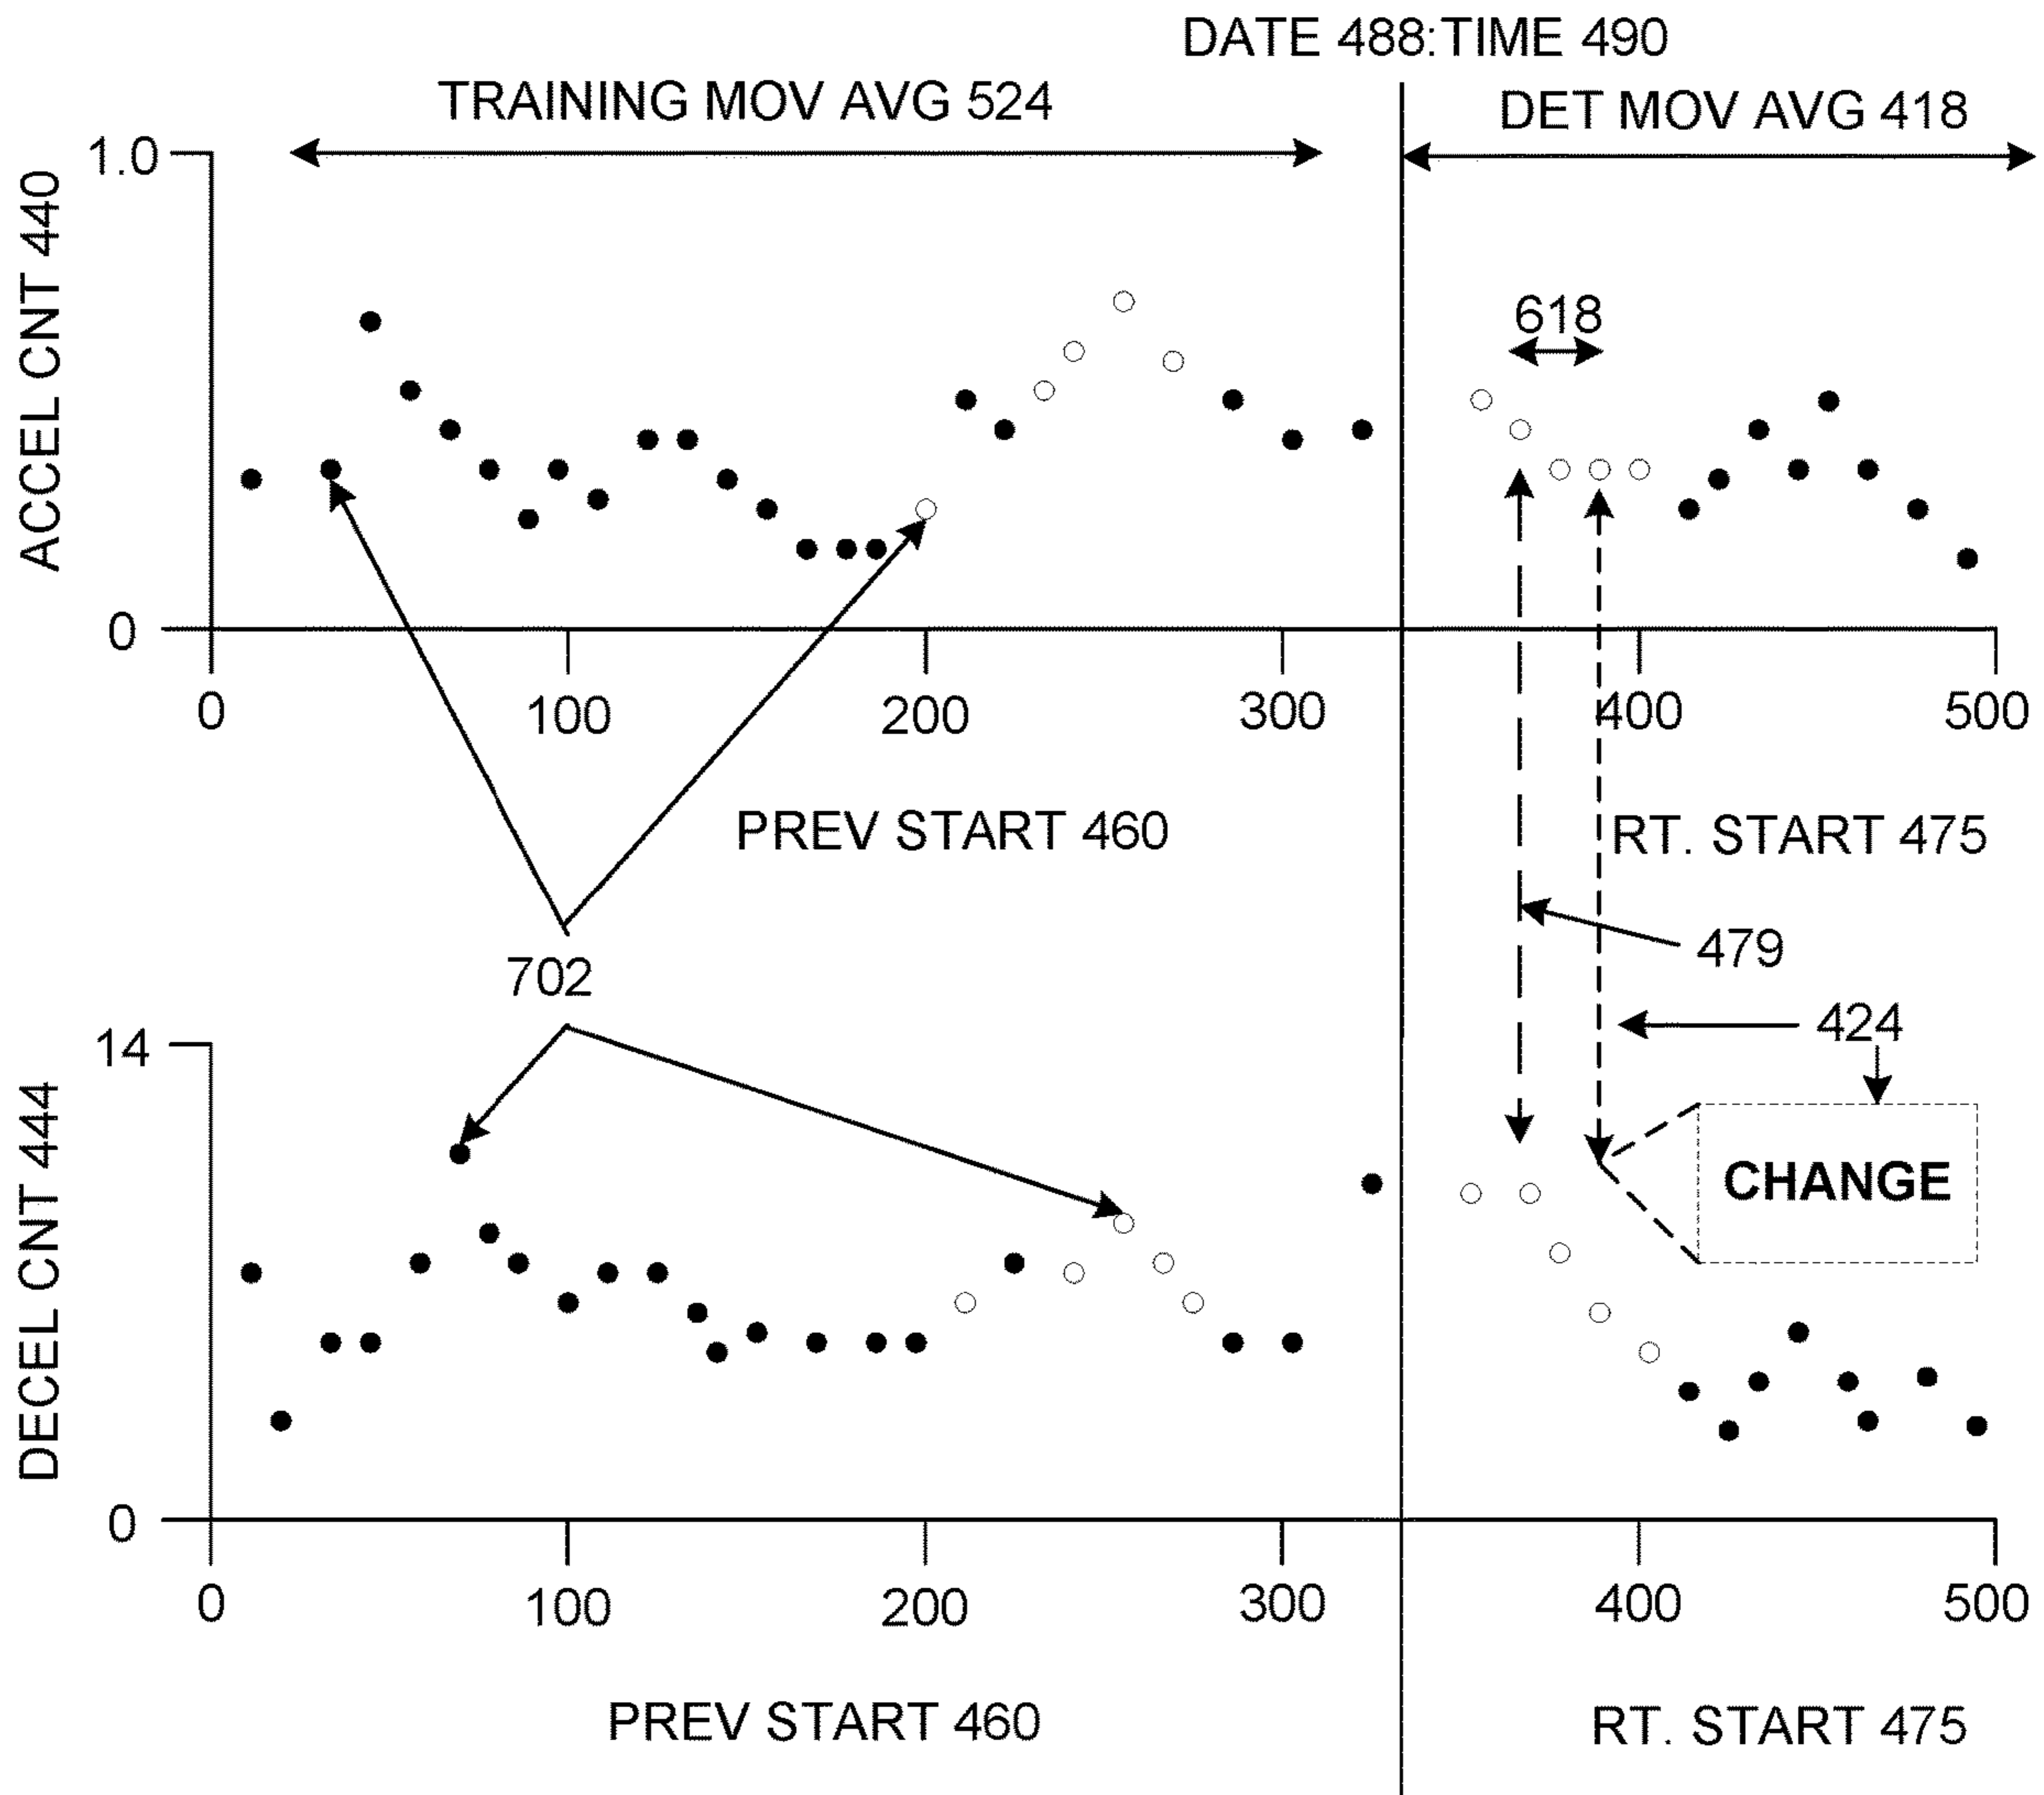 DATE 488:TIME 490
TRAINING MOV AVG 524
DET MOV AVG 418
1.0
ACCEL CNT 440
618
0
0
100
200
300
400
500
PREV START 460
RT. START 475
479
702
424
14
CHANGE
DECEL CNT 444
0
0
100
200
300
400
500
PREV START 460
RT. START 475